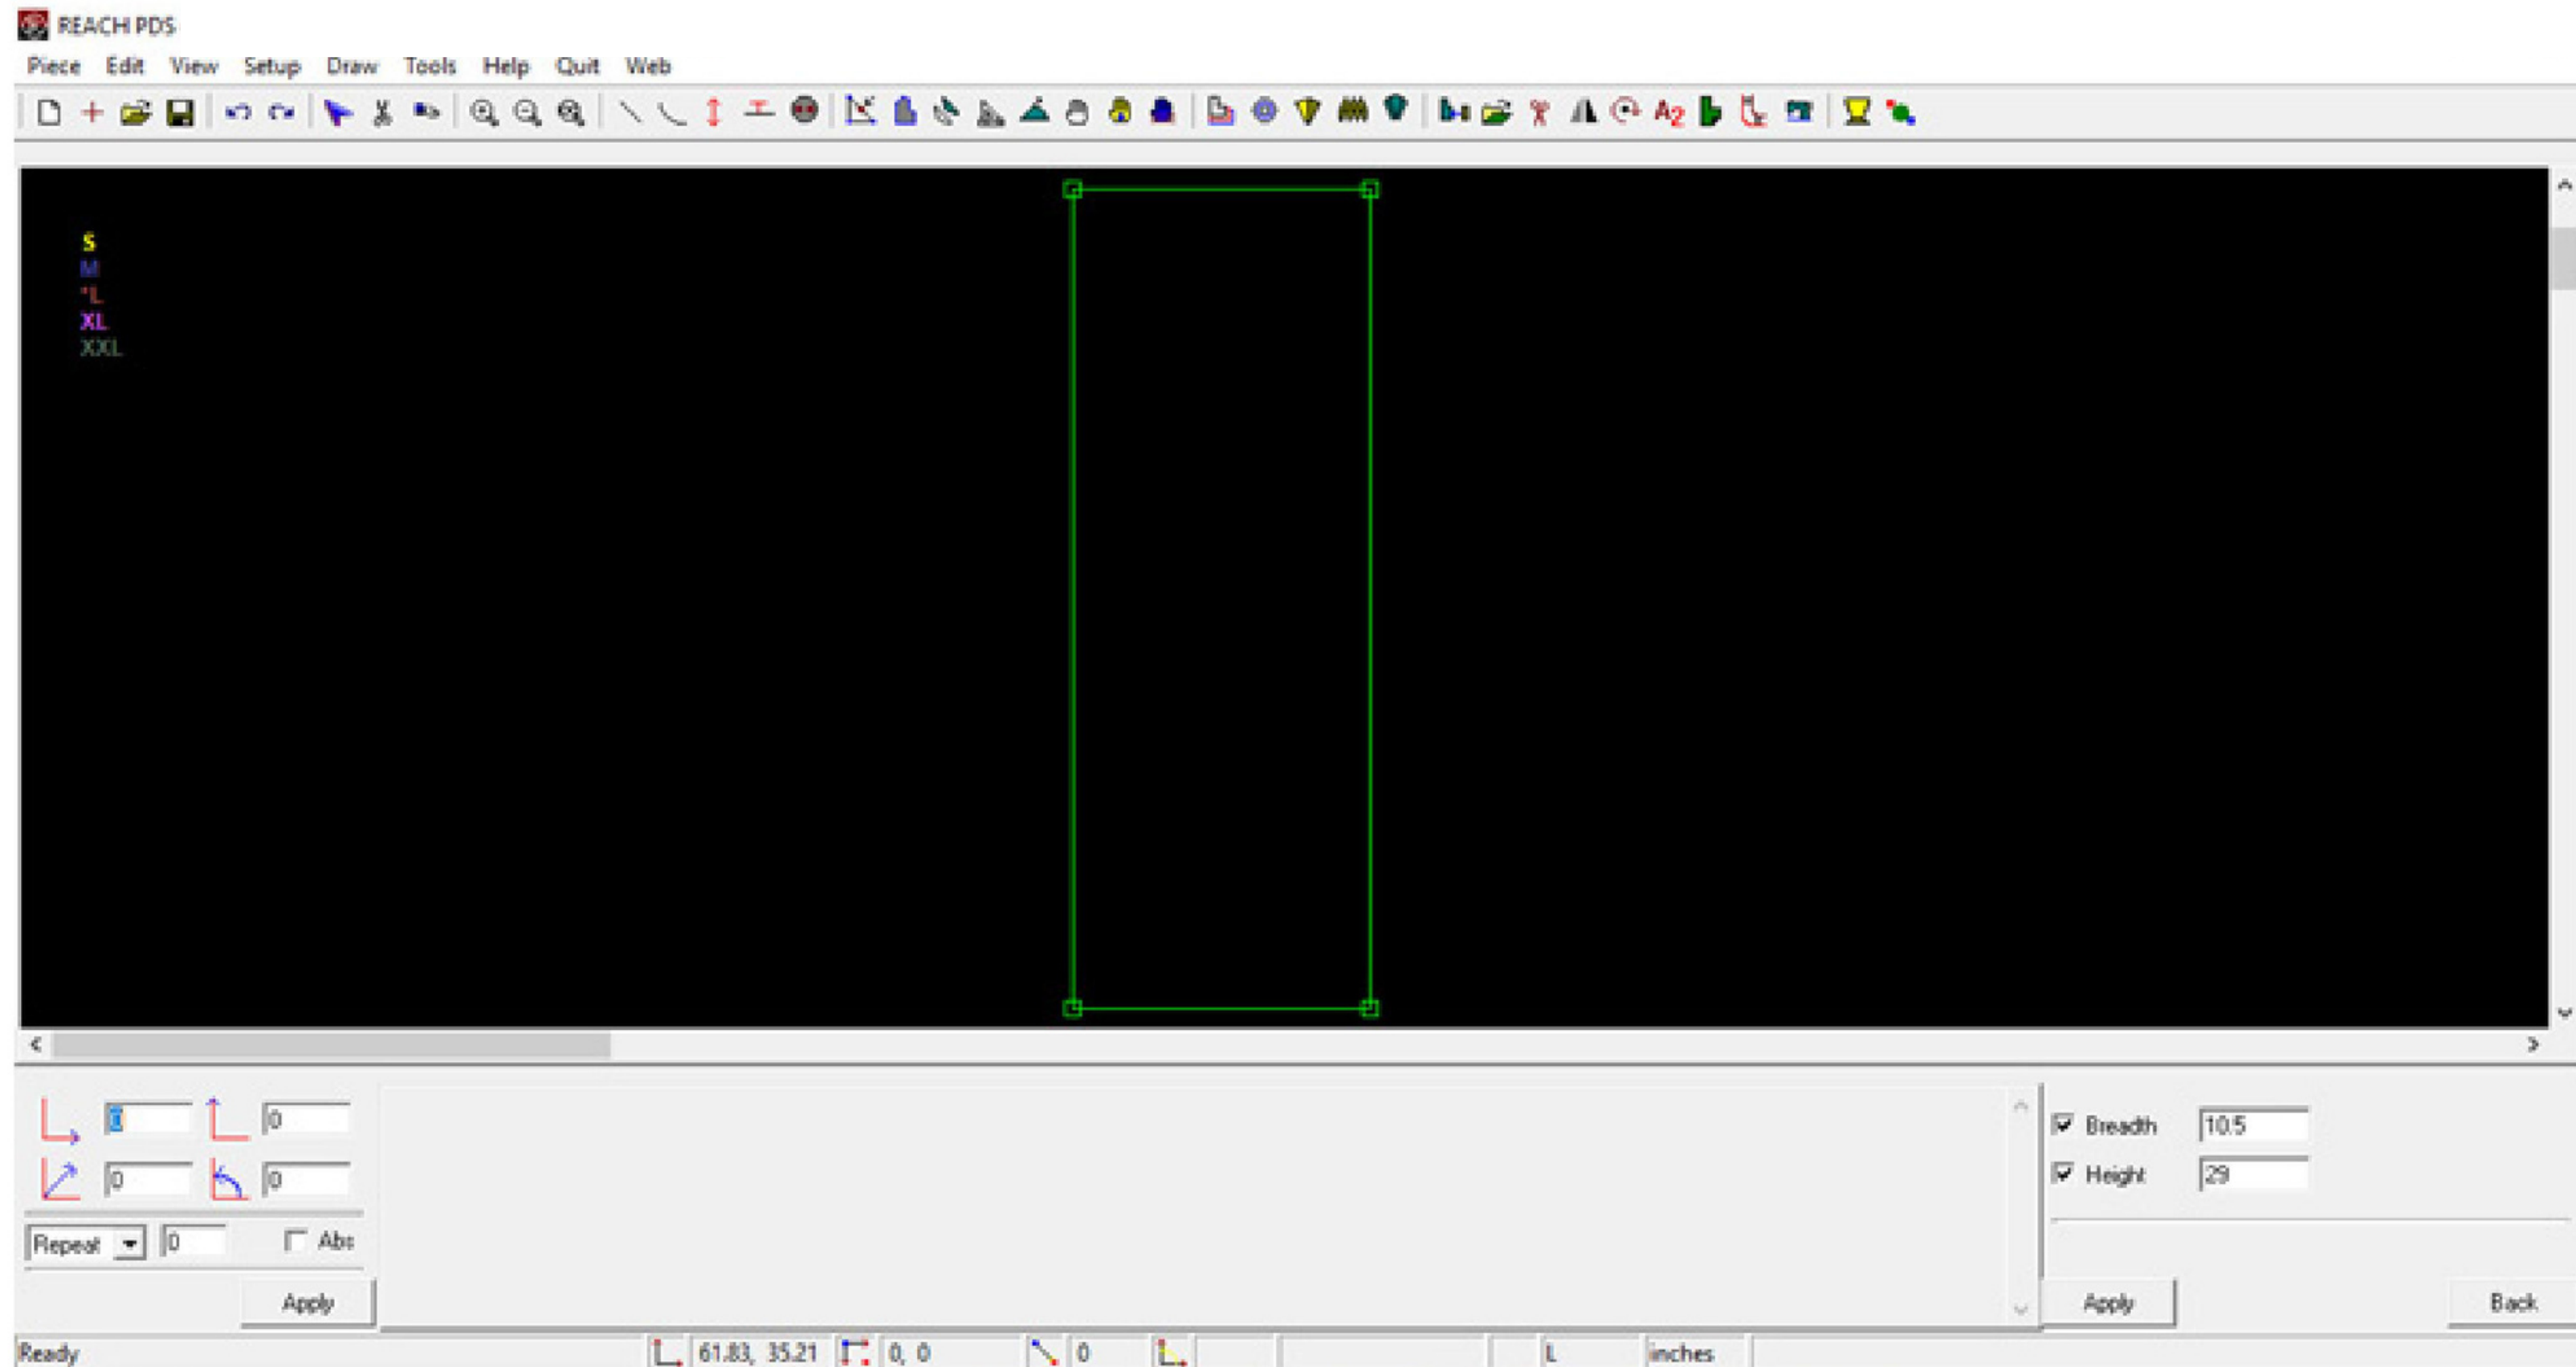 REACH PDS
Piece Edit View Setup Draw Tools Help Quit Web
A2
S
M
*L
XL
XXL
0 0
Breadth 10.5
0 0
Height 29
Repeat 0 Abs
Apply
Apply
Back
Ready 61.83, 35.21 0, 0 0 L inches